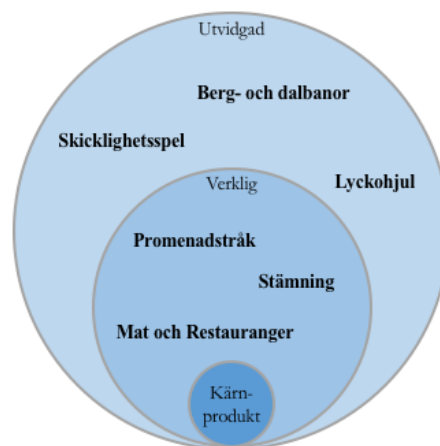 Utvidgad
Berg- och dalbanor
Skicklighetsspel
Lyckohjul
Verklig
Promenadstråk
Stämning
Mat och Restauranger
Kärn-
produkt